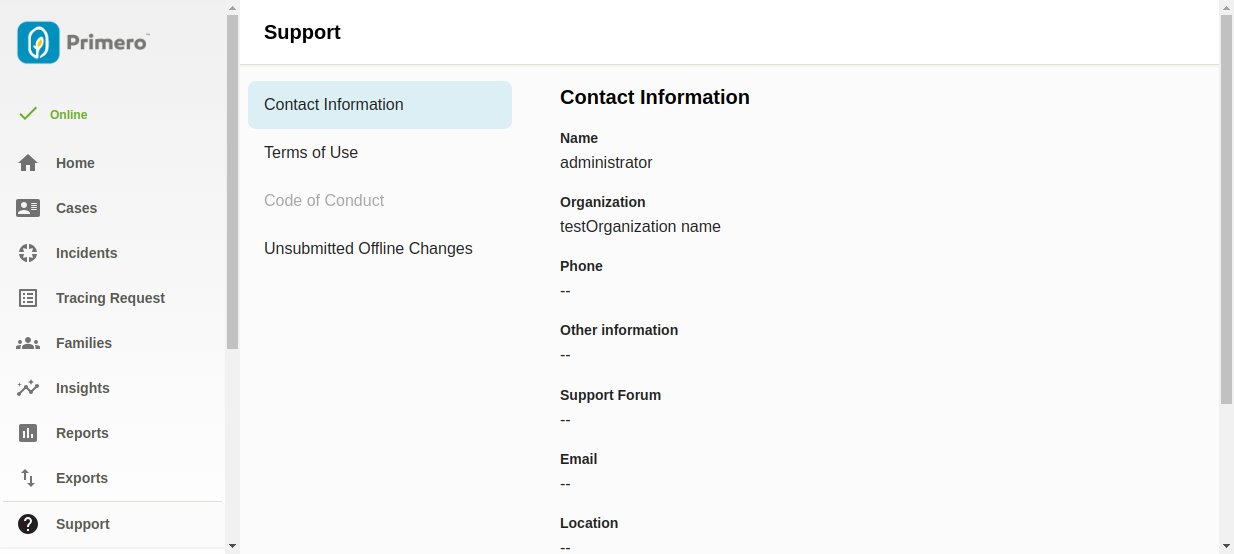 Primero™
Online
Home
Cases
Incidents
Tracing Request
Families
Insights
Reports
Exports
Support
Support
Contact Information
Terms of Use
Code of Conduct
Unsubmitted Offline Changes
Contact Information
Name
administrator
Organization
testOrganization name
Phone
--
Other information
--
Support Forum
--
Email
--
Location
--